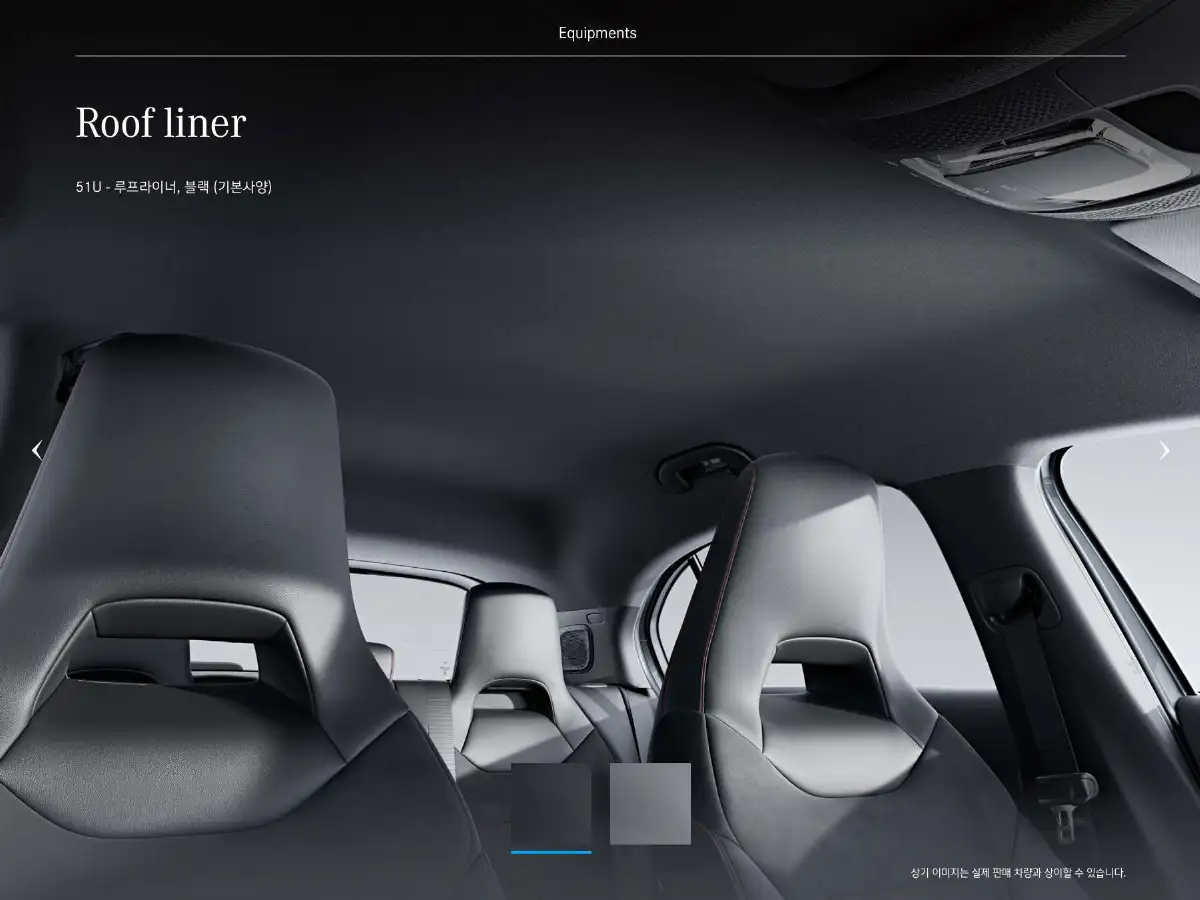 Equipments
Roof liner
51U - 루프라이너, 블랙 (기본사양)
상기 이미지는 실제 판매 차량과 상이할 수 있습니다.